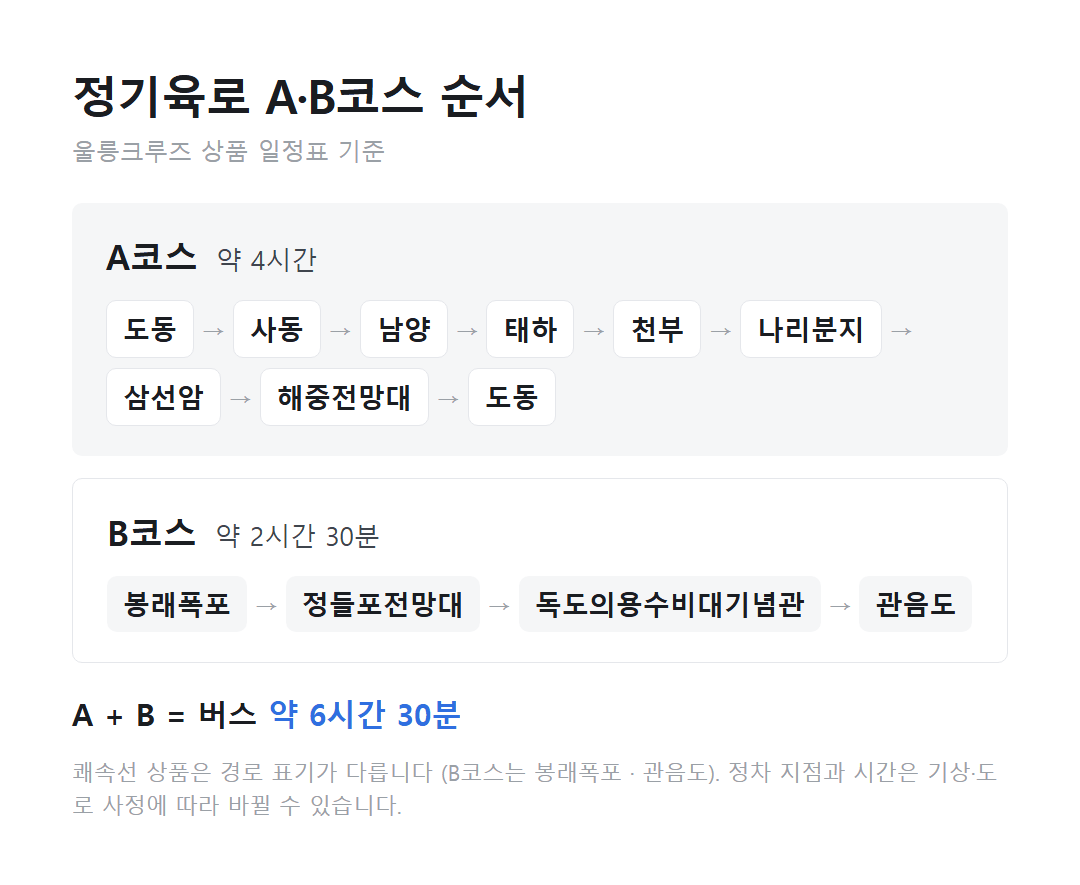 정기육로 A·B코스 순서
울릉크루즈 상품 일정표 기준
A코스 약 4시간
도동 → 사동 → 남양 → 태하 → 천부 → 나리분지 →
삼선암 → 해중전망대 → 도동
B코스 약 2시간 30분
봉래폭포 → 정들포전망대 → 독도의용수비대기념관 → 관음도
A + B = 버스 약 6시간 30분
쾌속선 상품은 경로 표기가 다릅니다 (B코스는 봉래폭포 · 관음도). 정차 지점과 시간은 기상·도
로 사정에 따라 바뀔 수 있습니다.